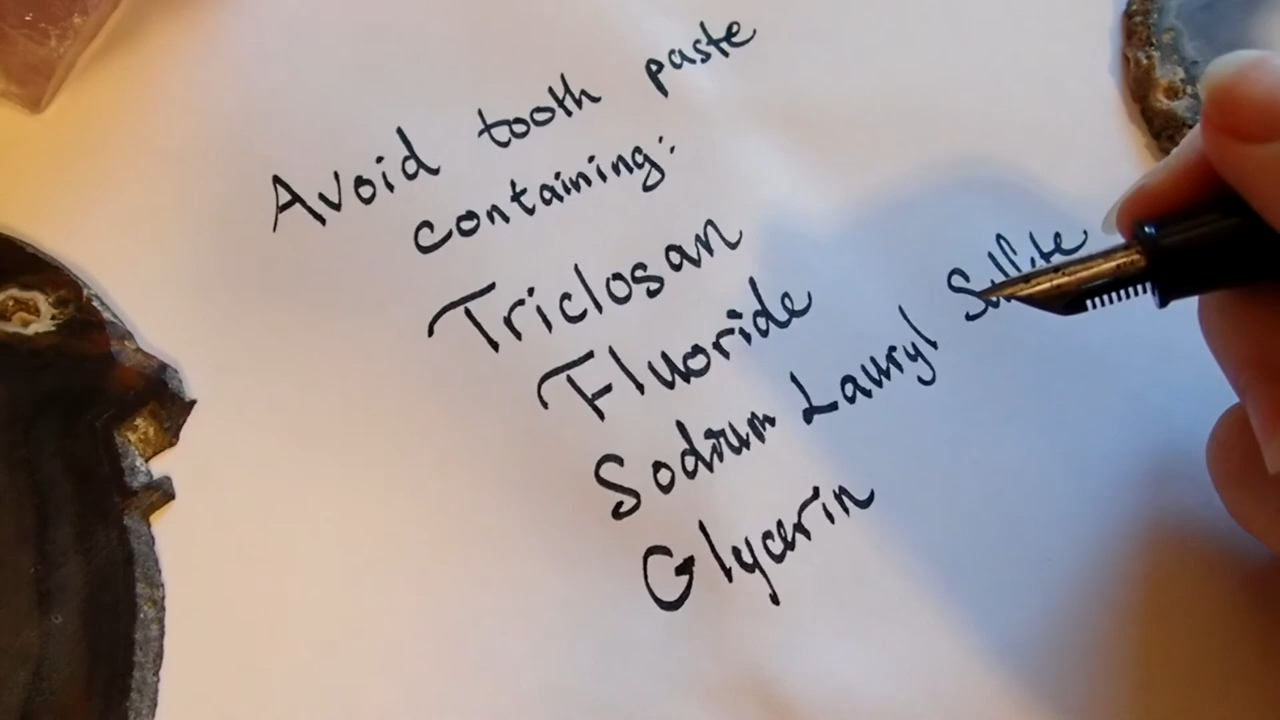 Avoid tooth paste
containing:
Triclosan
Fluoride
Sodium Lauryl
Glycerin